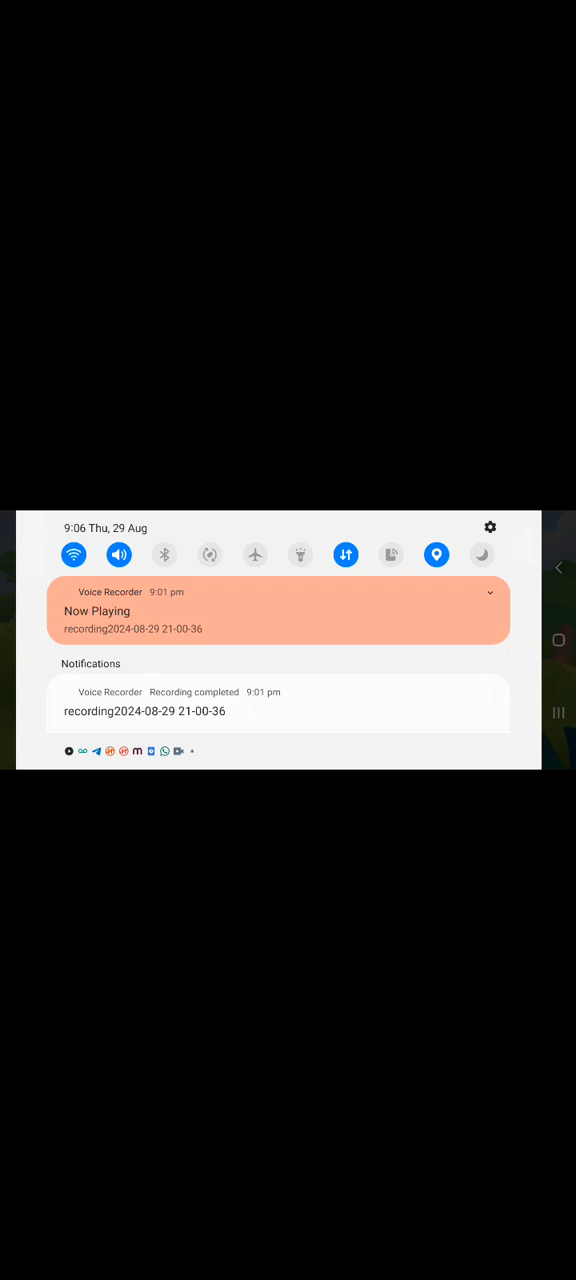 9:06 Thu, 29 Aug
Voice Recorder 9:01 pm
Now Playing
recording2024-08-29 21-00-36
Notifications
Voice Recorder Recording completed 9:01 pm
recording2024-08-29 21-00-36